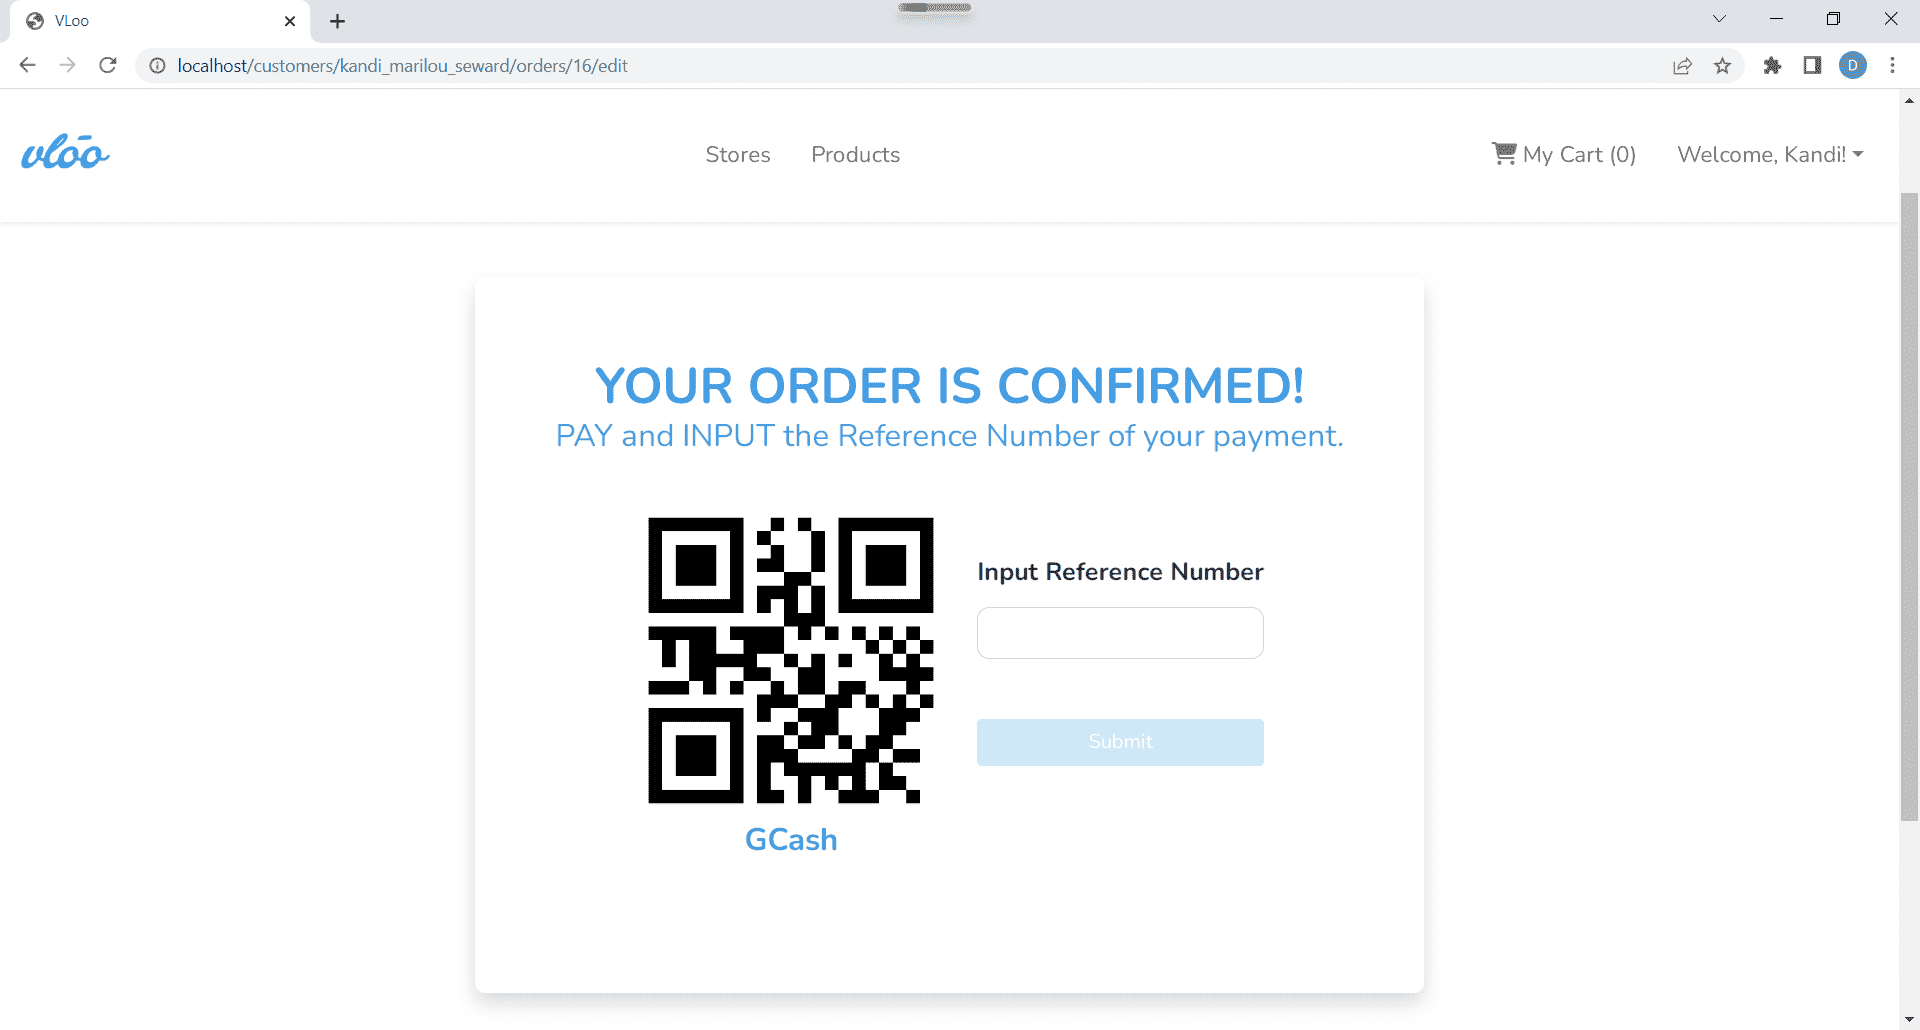 VLoo
localhost/customers/kandi_marilou_seward/orders/16/edit
D
vlōo
Stores
Products
My Cart (0)
Welcome, Kandi!
YOUR ORDER IS CONFIRMED!
PAY and INPUT the Reference Number of your payment.
Input Reference Number
Submit
GCash